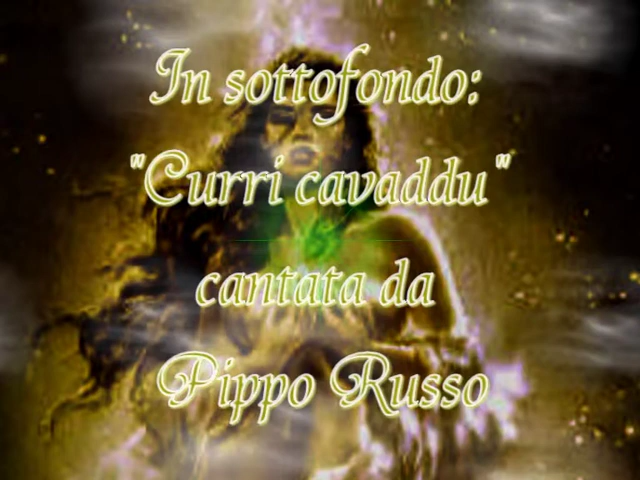 In sottofondo:
"Curri cavaddu"
cantata da
Pippo Russo